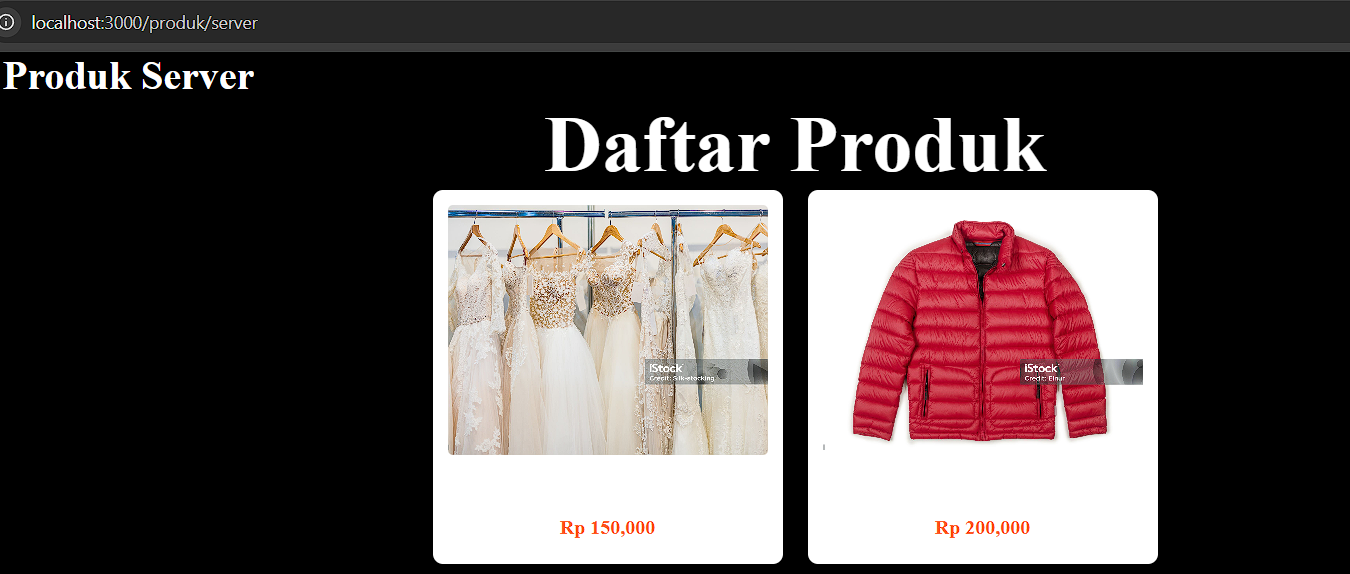 localhost:3000/produk/server
Produk Server
Daftar Produk
iStock
Credit: Silk-stocking
iStock
Credit: Elnur
Rp 150,000
Rp 200,000